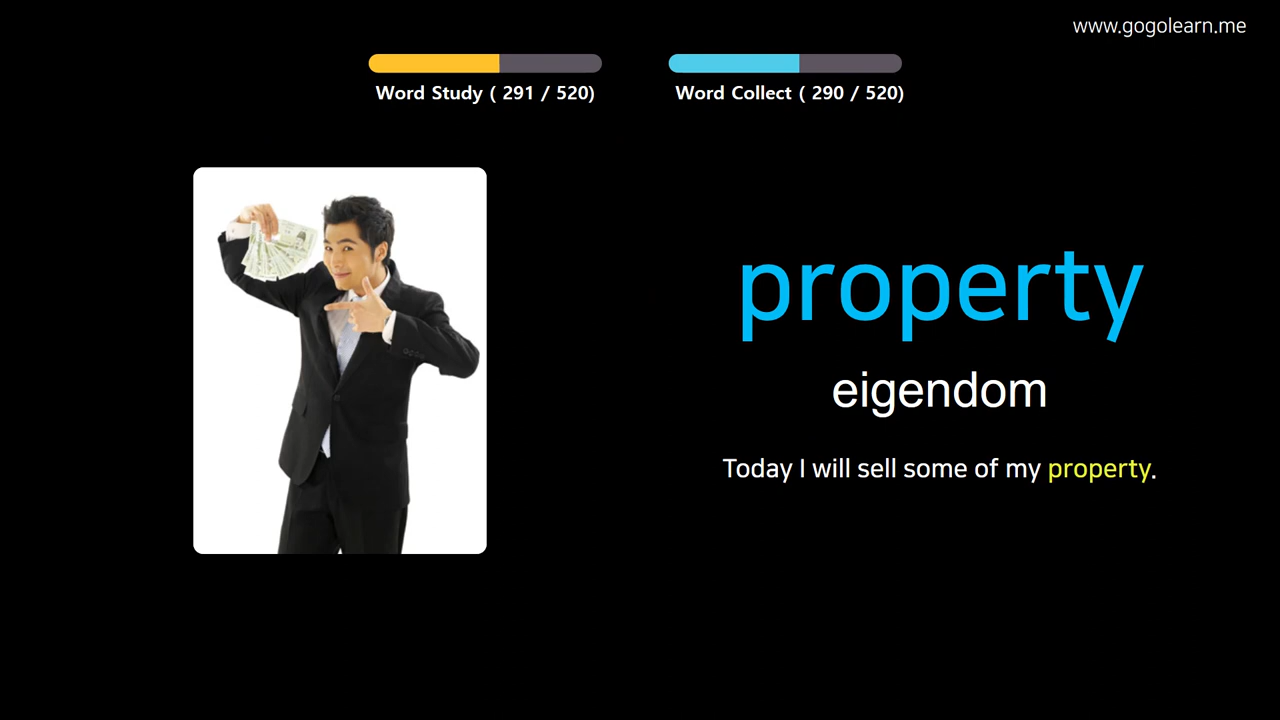 www.gogolearn.me
Word Study ( 291 / 520)
Word Collect ( 290 / 520)
property
eigendom
Today I will sell some of my property.